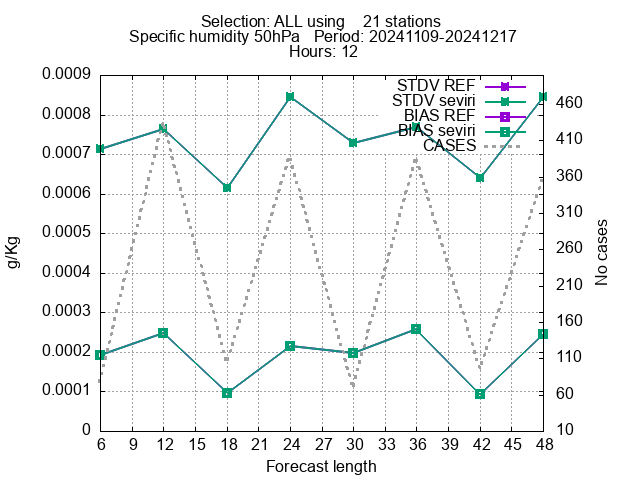 Selection: ALL using    21 stations
Specific humidity 50hPa   Period: 20241109-20241217
Hours: 12
STDV REF
STDV seviri
BIAS REF
BIAS seviri
CASES
0.0009
0.0008
0.0007
0.0006
0.0005
0.0004
0.0003
0.0002
0.0001
0
g/Kg
460
410
360
310
260
210
160
110
60
10
No cases
6 12 15 18 21 24 27 30 33 36 39 42 45 48
9
Forecast length